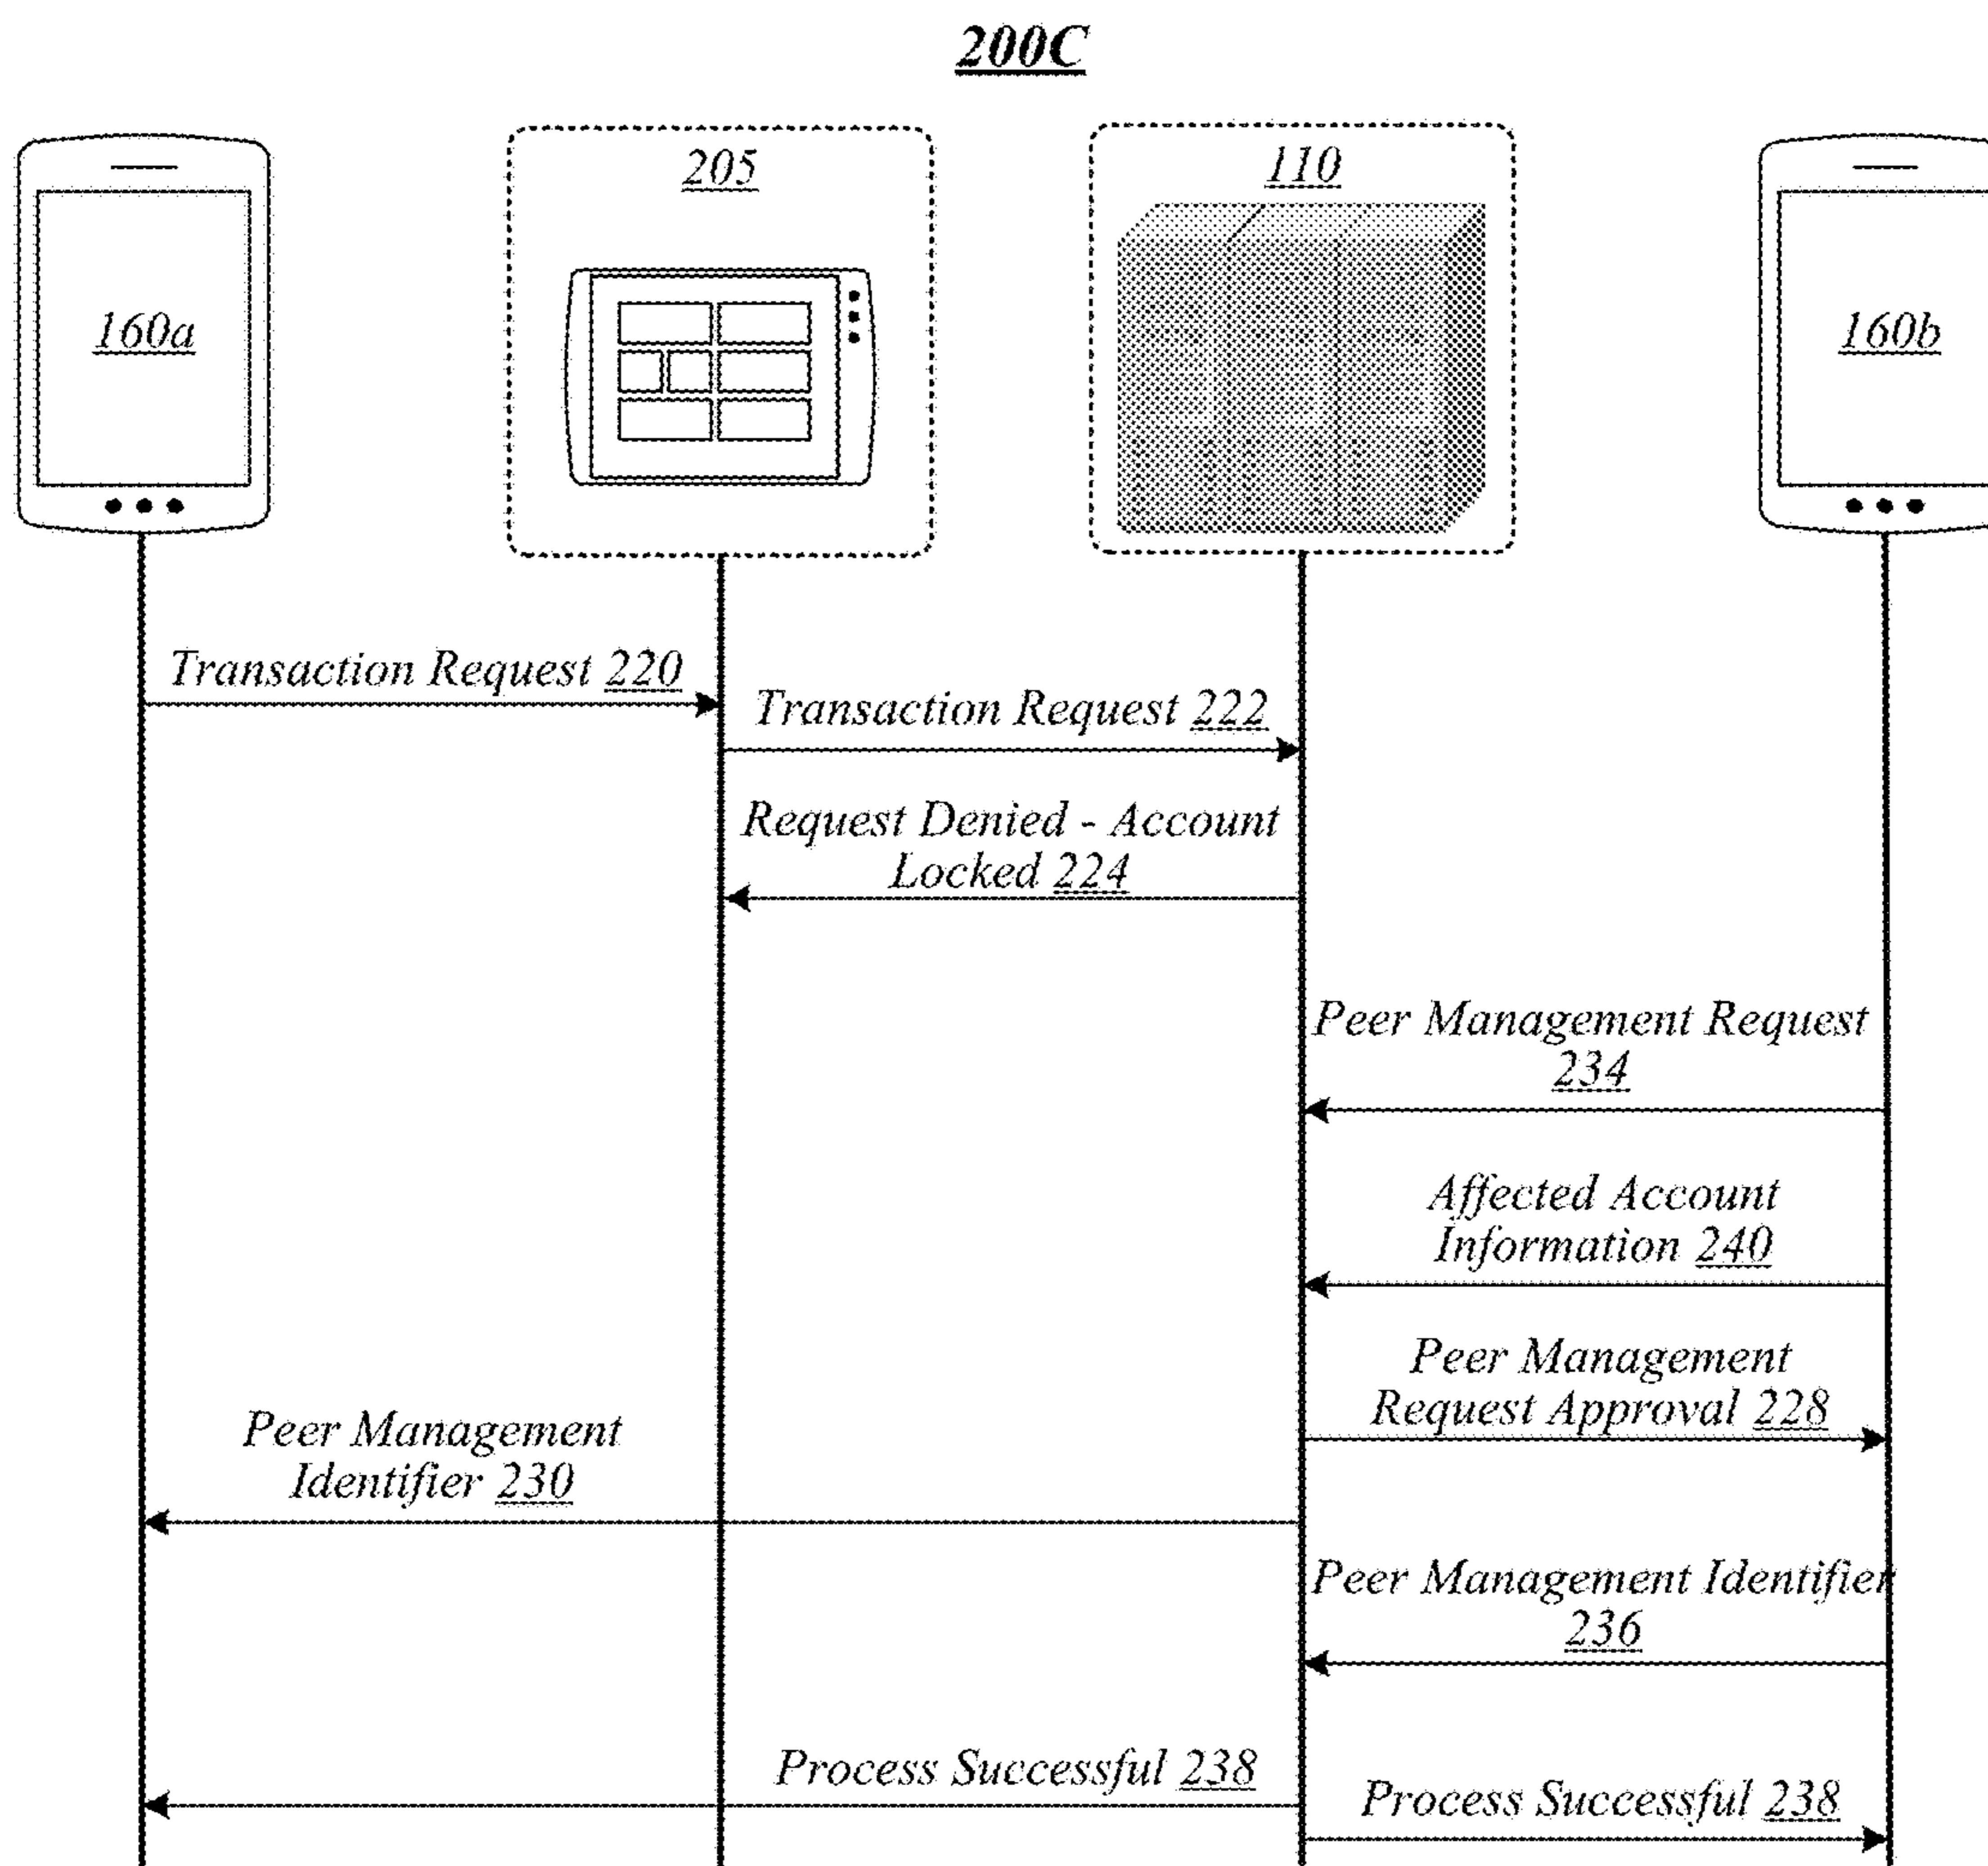 200C
160a
205
110
160b
Transaction Request 220
Transaction Request 222
Request Denied - Account
Locked 224
Peer Management Request
234
Affected Account
Information 240
Peer Management
Request Approval 228
Peer Management
Identifier 230
Peer Management Identifier
236
Process Successful 238
Process Successful 238